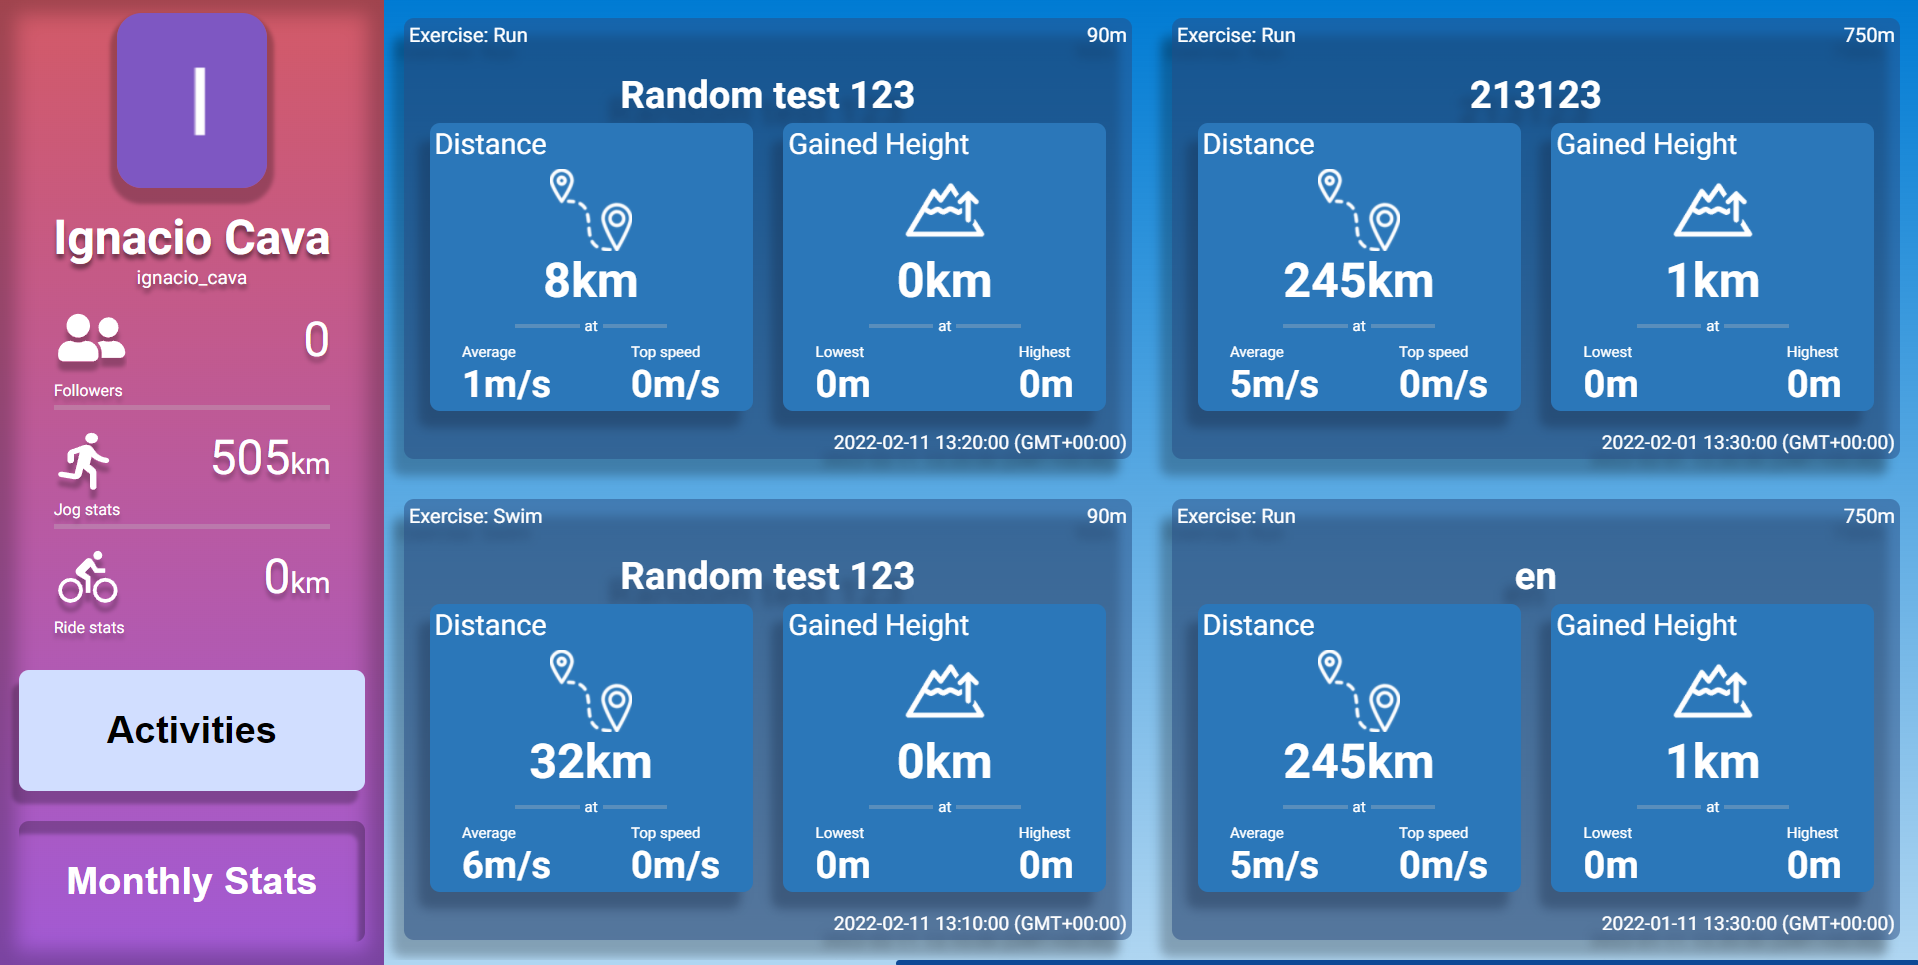 I
Ignacio Cava
ignacio_cava
0
Followers
505km
Jog stats
0km
Ride stats
Activities
Monthly Stats
Exercise: Run 90m
Random test 123
Distance
8km
at
Average Top speed
1m/s 0m/s
Gained Height
0km
at
Lowest Highest
0m 0m
2022-02-11 13:20:00 (GMT+00:00)
Exercise: Run 750m
213123
Distance
245km
at
Average Top speed
5m/s 0m/s
Gained Height
1km
at
Lowest Highest
0m 0m
2022-02-01 13:30:00 (GMT+00:00)
Exercise: Swim 90m
Random test 123
Distance
32km
at
Average Top speed
6m/s 0m/s
Gained Height
0km
at
Lowest Highest
0m 0m
2022-02-11 13:10:00 (GMT+00:00)
Exercise: Run 750m
en
Distance
245km
at
Average Top speed
5m/s 0m/s
Gained Height
1km
at
Lowest Highest
0m 0m
2022-01-11 13:30:00 (GMT+00:00)